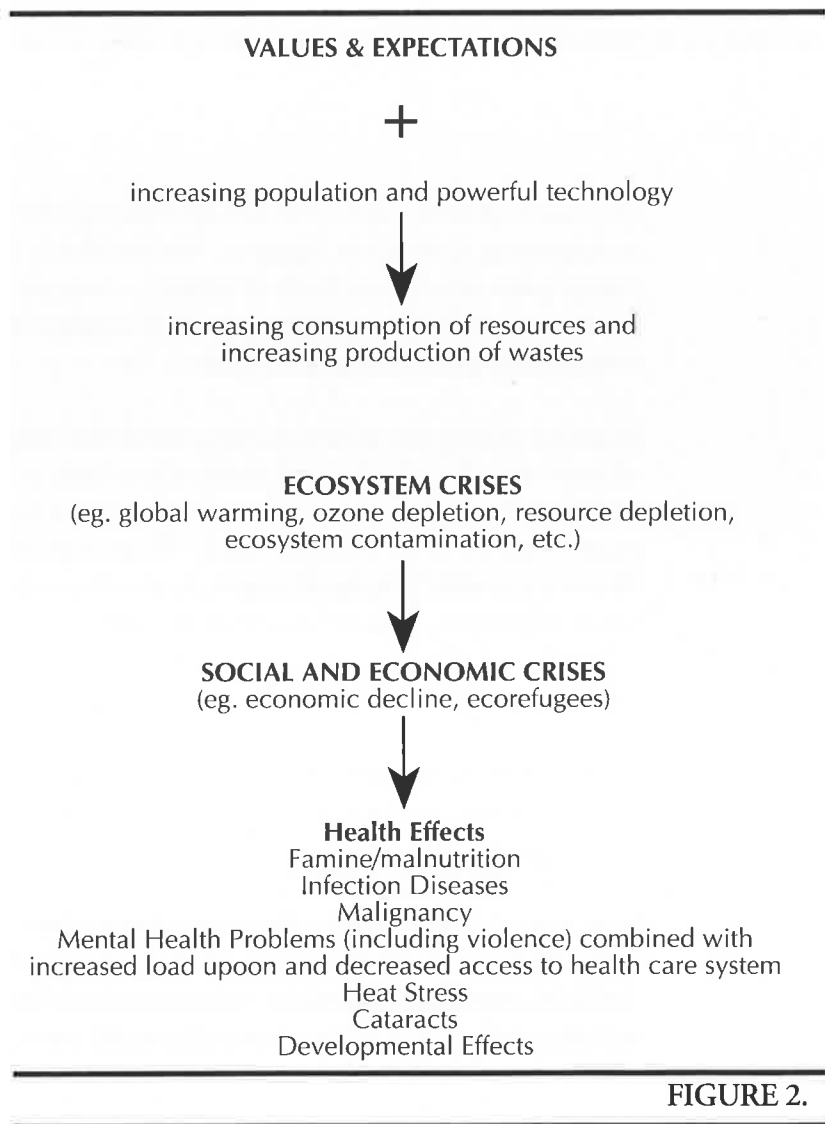 VALUES & EXPECTATIONS
+
increasing population and powerful technology
increasing consumption of resources and
increasing production of wastes
ECOSYSTEM CRISES
(eg. global warming, ozone depletion, resource depletion,
ecosystem contamination, etc.)
SOCIAL AND ECONOMIC CRISES
(eg. economic decline, ecorefugees)
Health Effects
Famine/malnutrition
Infection Diseases
Malignancy
Mental Health Problems (including violence) combined with
increased load upoon and decreased access to health care system
Heat Stress
Cataracts
Developmental Effects
FIGURE 2.